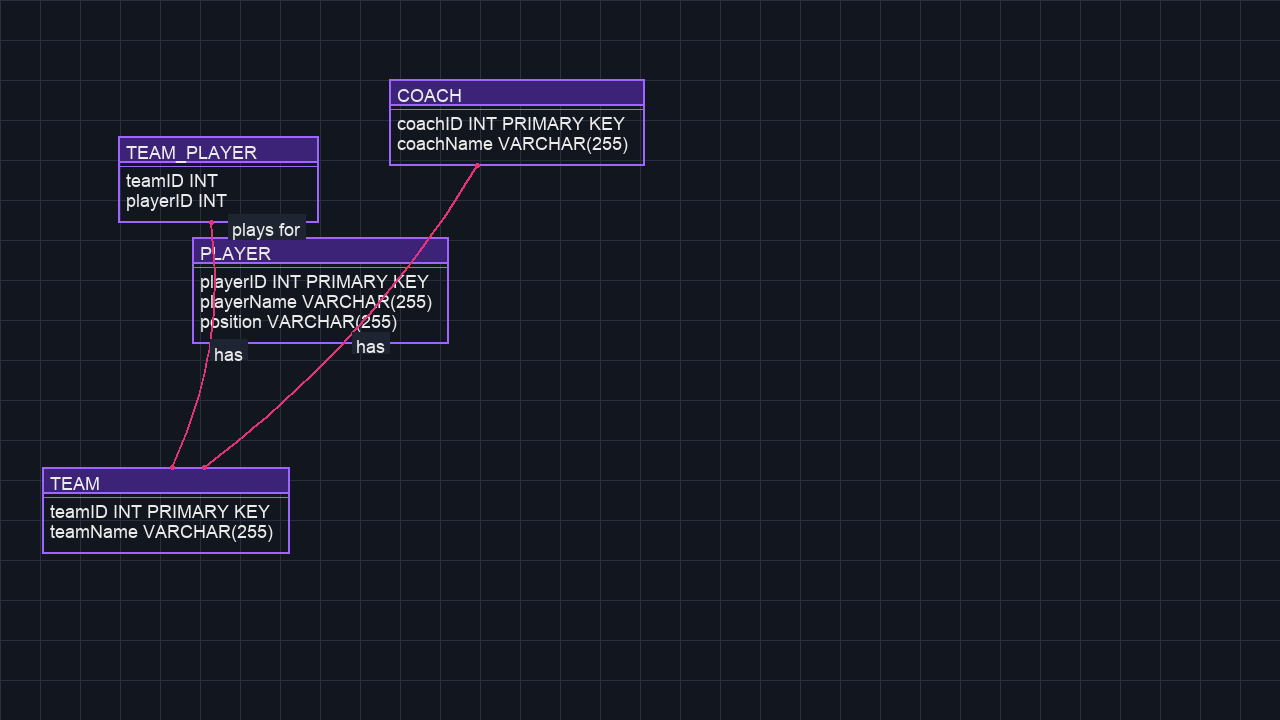 COACH
coachID INT PRIMARY KEY
coachName VARCHAR(255)
TEAM_PLAYER
teamID INT
playerID INT
plays for
PLAYER
playerID INT PRIMARY KEY
playerName VARCHAR(255)
position VARCHAR(255)
has
has
TEAM
teamID INT PRIMARY KEY
teamName VARCHAR(255)